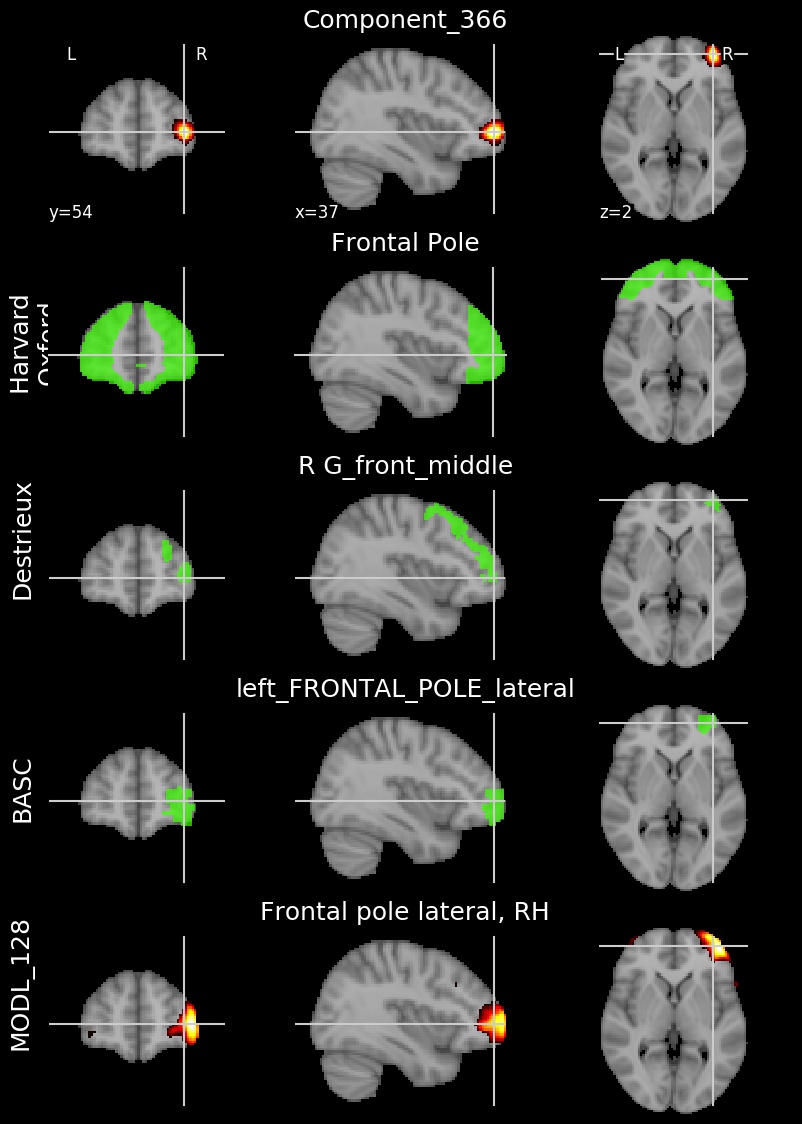 Component_366
L R
L R
y=54 x=37 z=2
Frontal Pole
Harvard
R G_front_middle
Destrieux
left_FRONTAL_POLE_lateral
BASC
Frontal pole lateral, RH
MODL_128